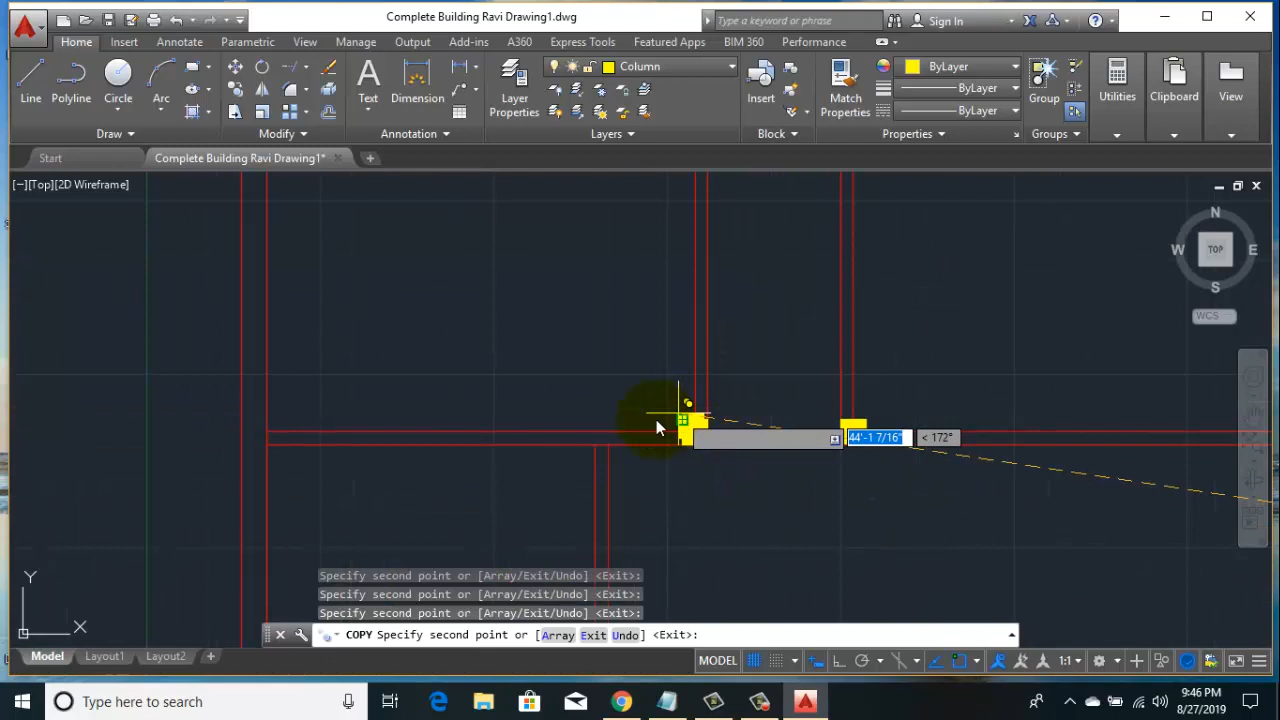 Complete Building Ravi Drawing1.dwg
Type a keyword or phrase
Sign In
Home Insert Annotate Parametric View Manage Output Add-ins A360 Express Tools Featured Apps BIM 360 Performance
Column
ByLayer
ByLayer
ByLayer
Line Polyline Circle Arc
Text Dimension
Layer Properties
Insert
Match Properties
Group
Utilities
Clipboard
View
Draw Modify Annotation Layers Block Properties Groups
Start
Complete Building Ravi Drawing1*
[−][Top][2D Wireframe]
N
W TOP E
S
WCS
44'-1 7/16" < 172°
Specify second point or [Array/Exit/Undo] <Exit>:
Specify second point or [Array/Exit/Undo] <Exit>:
Specify second point or [Array/Exit/Undo] <Exit>:
COPY Specify second point or [Array Exit Undo] <Exit>:
Y
X
Model Layout1 Layout2
MODEL
1:1
Type here to search
9:46 PM
8/27/2019